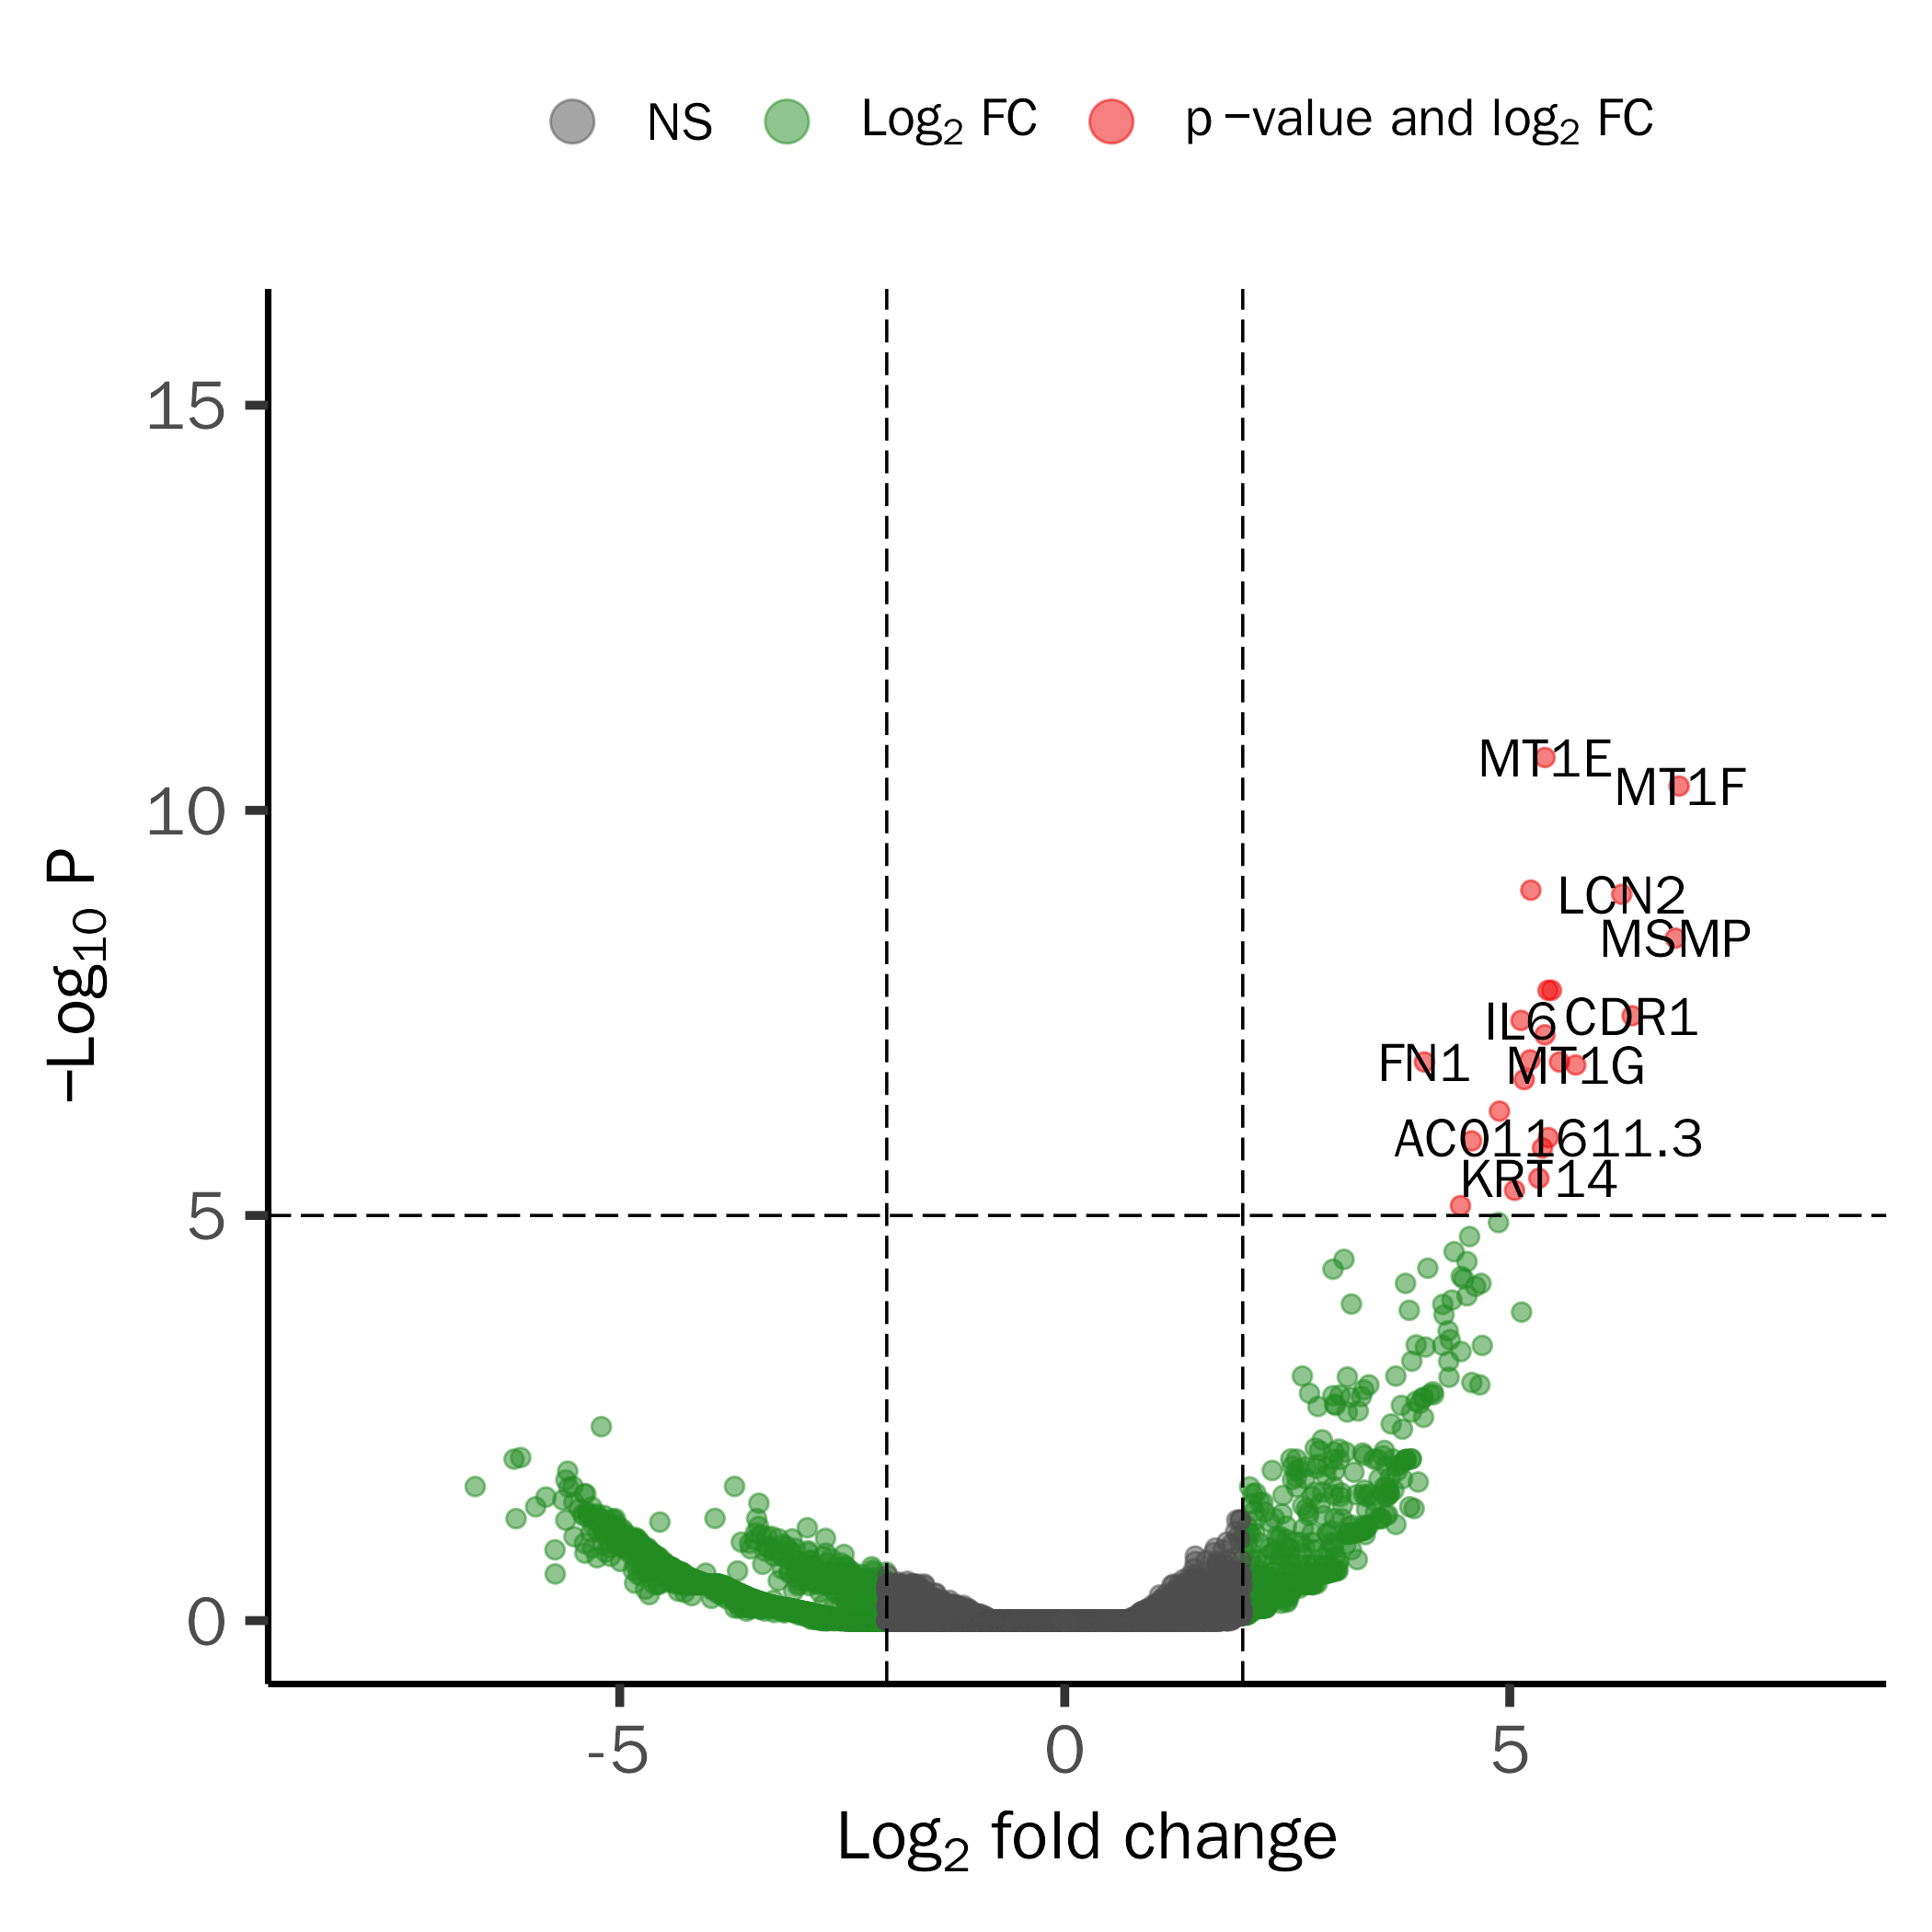 NS Log₂ FC p −value and log₂ FC
15
10
5
0
−Log₁₀ P
MT1E
MT1F
LCN2
MSMP
IL6 CDR1
FN1 MT1G
AC011611.3
KRT14
-5 0 5
Log₂ fold change